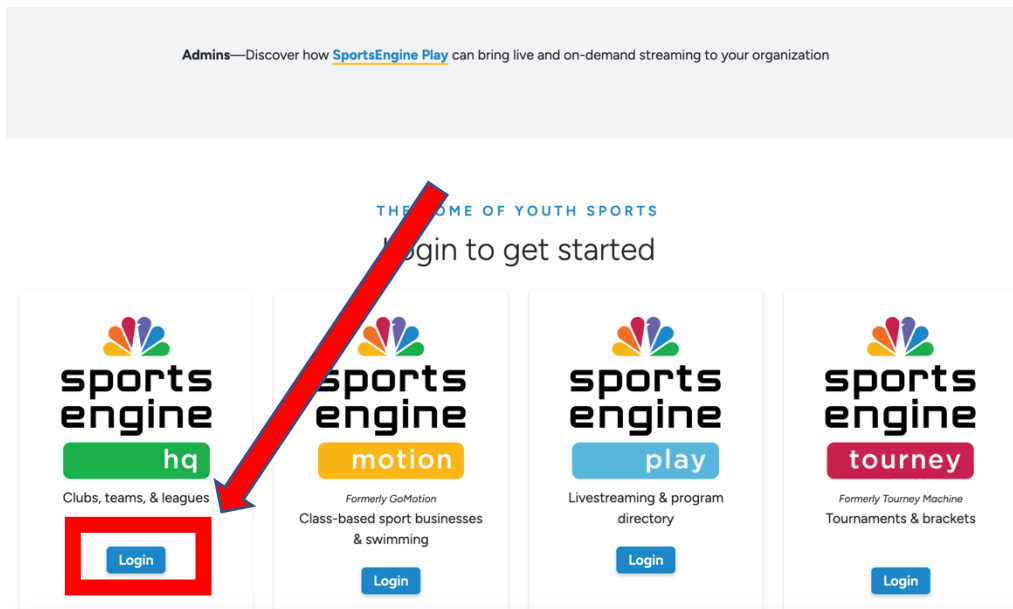 Admins—Discover how SportsEngine Play can bring live and on-demand streaming to your organization
THE HOME OF YOUTH SPORTS
Login to get started
sports
engine
hq
Clubs, teams, & leagues
Login
sports
engine
motion
Formerly GoMotion
Class-based sport businesses
& swimming
Login
sports
engine
play
Livestreaming & program
directory
Login
sports
engine
tourney
Formerly Tourney Machine
Tournaments & brackets
Login